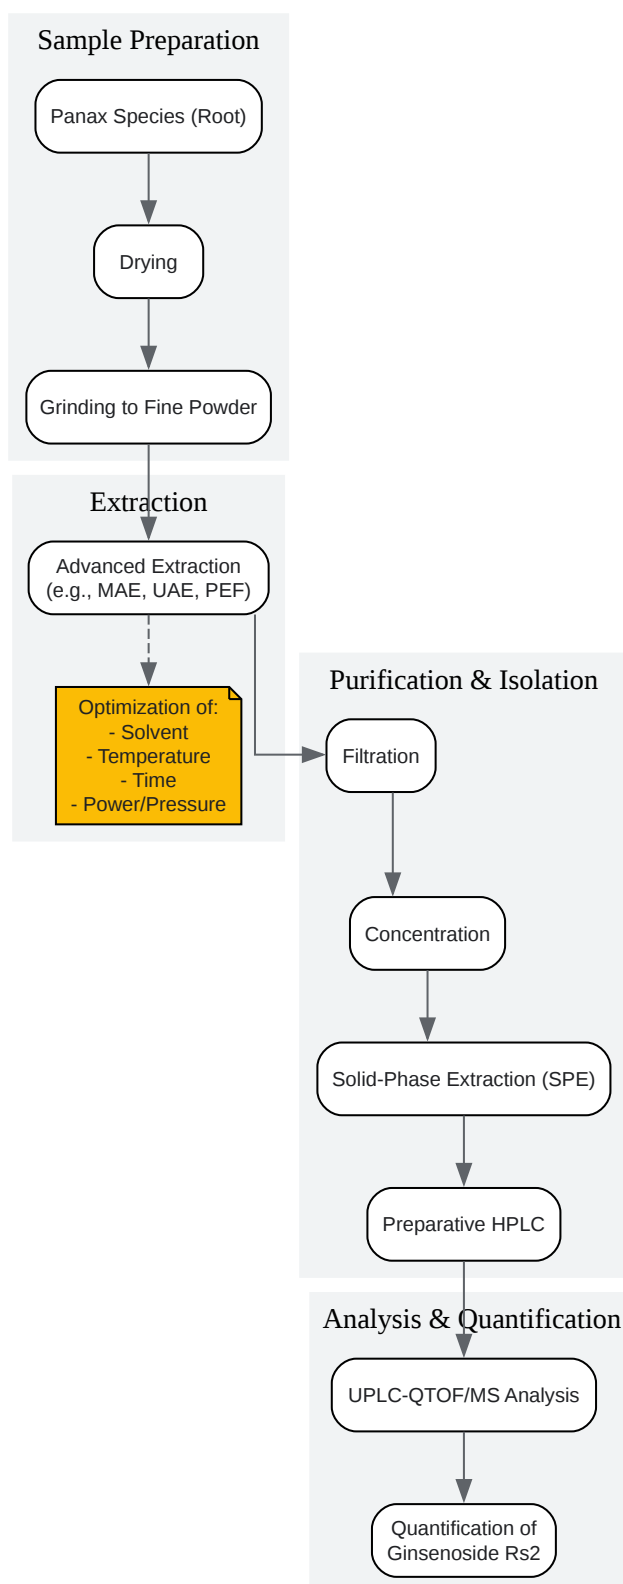 Sample Preparation
Panax Species (Root)
Drying
Grinding to Fine Powder
Extraction
Advanced Extraction
(e.g., MAE, UAE, PEF)
Optimization of:
- Solvent
- Temperature
- Time
- Power/Pressure
Purification & Isolation
Filtration
Concentration
Solid-Phase Extraction (SPE)
Preparative HPLC
Analysis & Quantification
UPLC-QTOF/MS Analysis
Quantification of
Ginsenoside Rs2